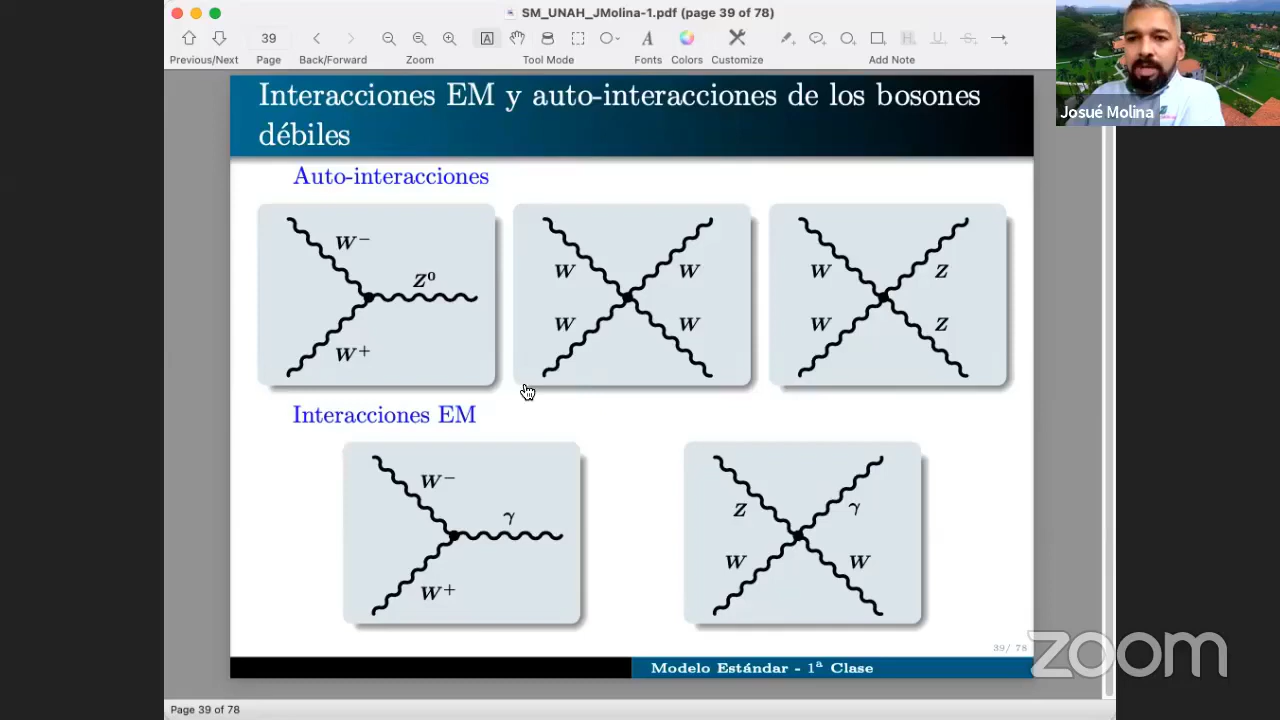 SM_UNAH_JMolina-1.pdf (page 39 of 78)
39
Previous/Next Page Back/Forward Zoom Tool Mode Fonts Colors Customize Add Note
Josué Molina
Interacciones EM y auto-interacciones de los bosones
débiles
Auto-interacciones
W⁻
Z⁰
W⁺
W W
W W
W Z
W Z
Interacciones EM
W⁻
γ
W⁺
Z γ
W W
39/ 78
Modelo Estándar - 1ª Clase
zoom
Page 39 of 78